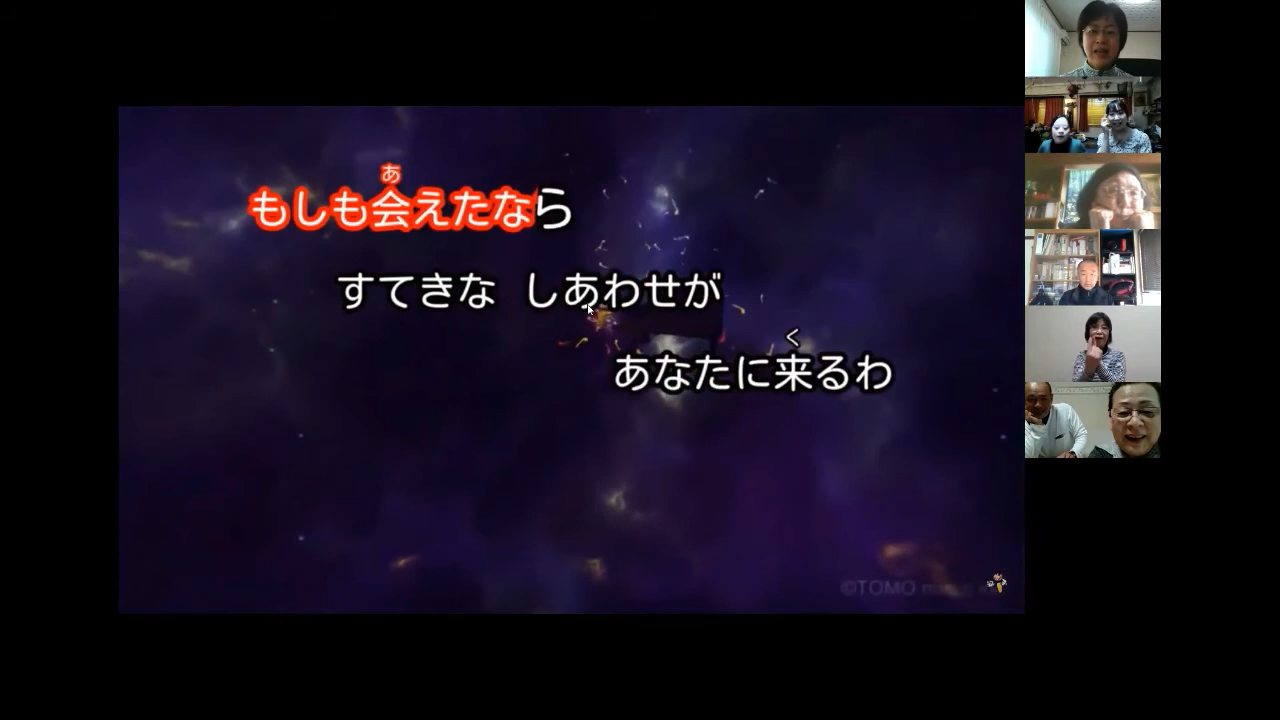 あ
もしも会えたなら
すてきな しあわせが
く
あなたに来るわ
©TOMO